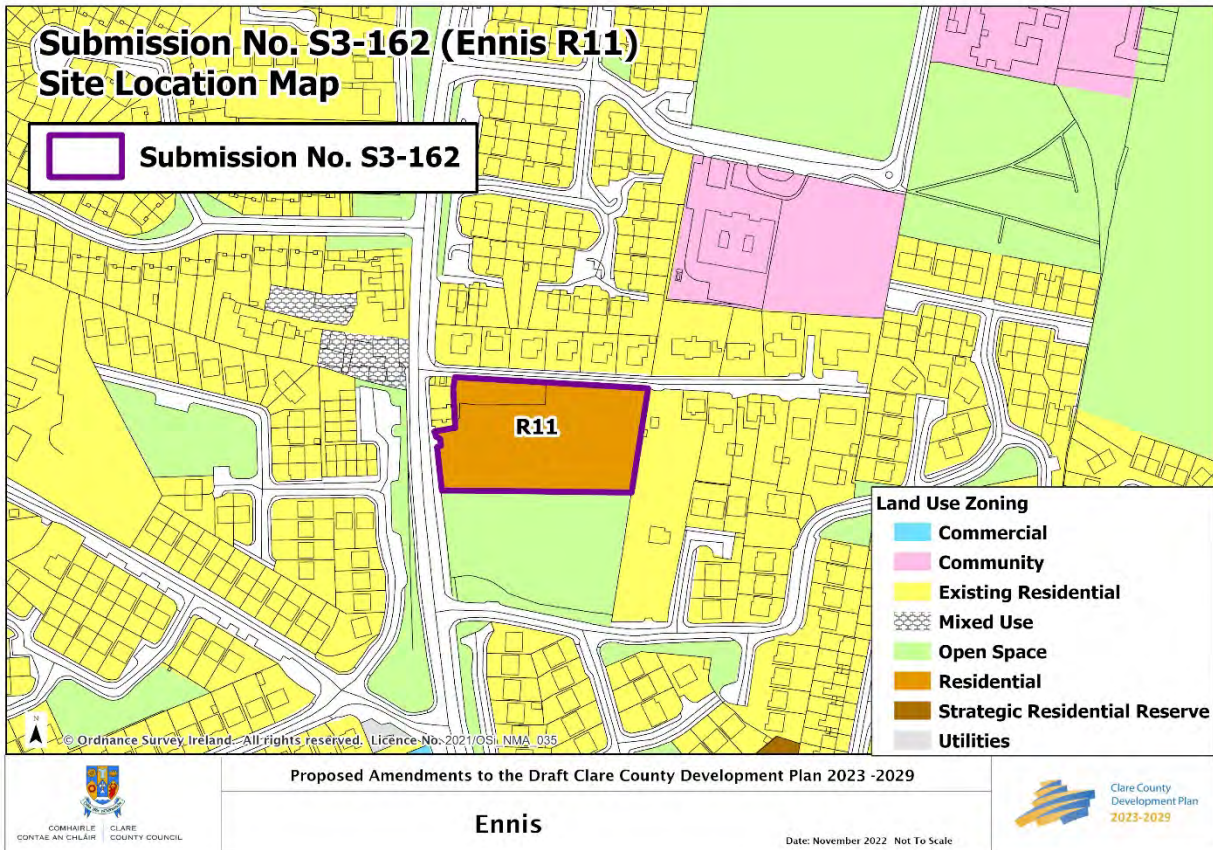 Submission No. S3-162 (Ennis R11)
Site Location Map
Submission No. S3-162
R11
Land Use Zoning
Commercial
Community
Existing Residential
Mixed Use
Open Space
Residential
Strategic Residential Reserve
Utilities
N
© Ordnance Survey Ireland. All rights reserved. Licence No. 2021/OSi_NMA_035
Proposed Amendments to the Draft Clare County Development Plan 2023 -2029
Ennis
Date: November 2022 Not To Scale
COMHAIRLE CLARE
CONTAE AN CHLÁIR COUNTY COUNCIL
Clare County
Development Plan
2023-2029